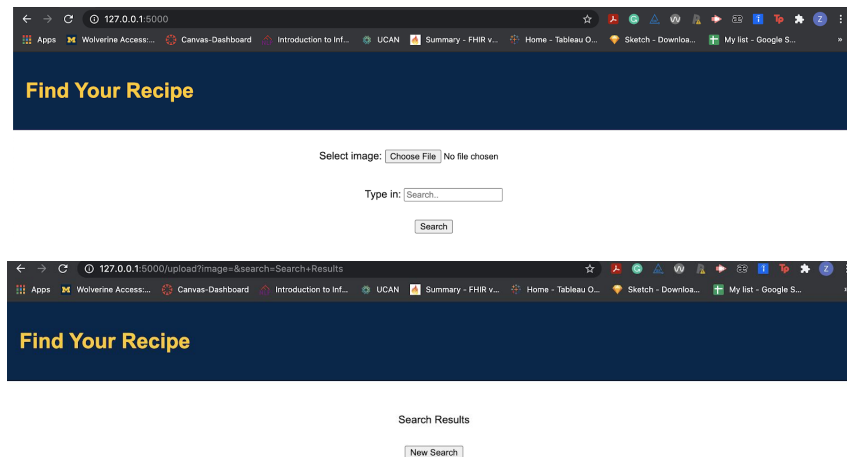 127.0.0.1:5000
Apps Wolverine Access:... Canvas-Dashboard Introduction to Inf... UCAN Summary - FHIR v... Home - Tableau O... Sketch - Downloa... My list - Google S... »
Find Your Recipe
Select image: Choose File No file chosen
Type in: Search..
Search
127.0.0.1:5000/upload?image=&search=Search+Results
Apps Wolverine Access:... Canvas-Dashboard Introduction to Inf... UCAN Summary - FHIR v... Home - Tableau O... Sketch - Downloa... My list - Google S...
Find Your Recipe
Search Results
New Search